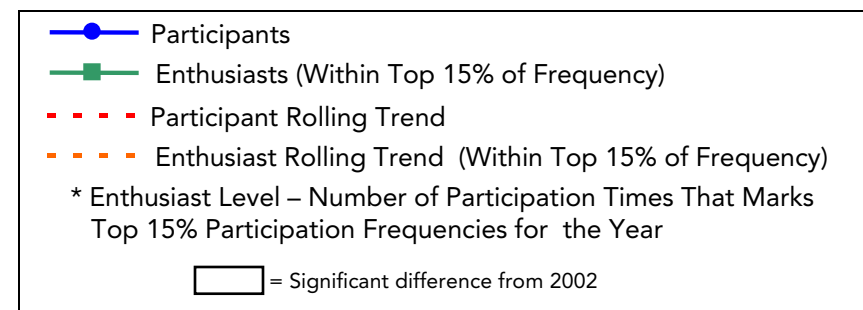 Participants
Enthusiasts (Within Top 15% of Frequency)
Participant Rolling Trend
Enthusiast Rolling Trend (Within Top 15% of Frequency)
* Enthusiast Level – Number of Participation Times That Marks
Top 15% Participation Frequencies for the Year
= Significant difference from 2002